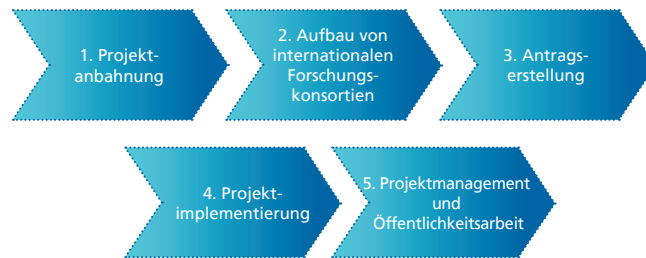 1. Projekt-
anbahnung
2. Aufbau von
internationalen
Forschungs-
konsortien
3. Antrags-
erstellung
4. Projekt-
implementierung
5. Projektmanagement
und
Öffentlichkeitsarbeit